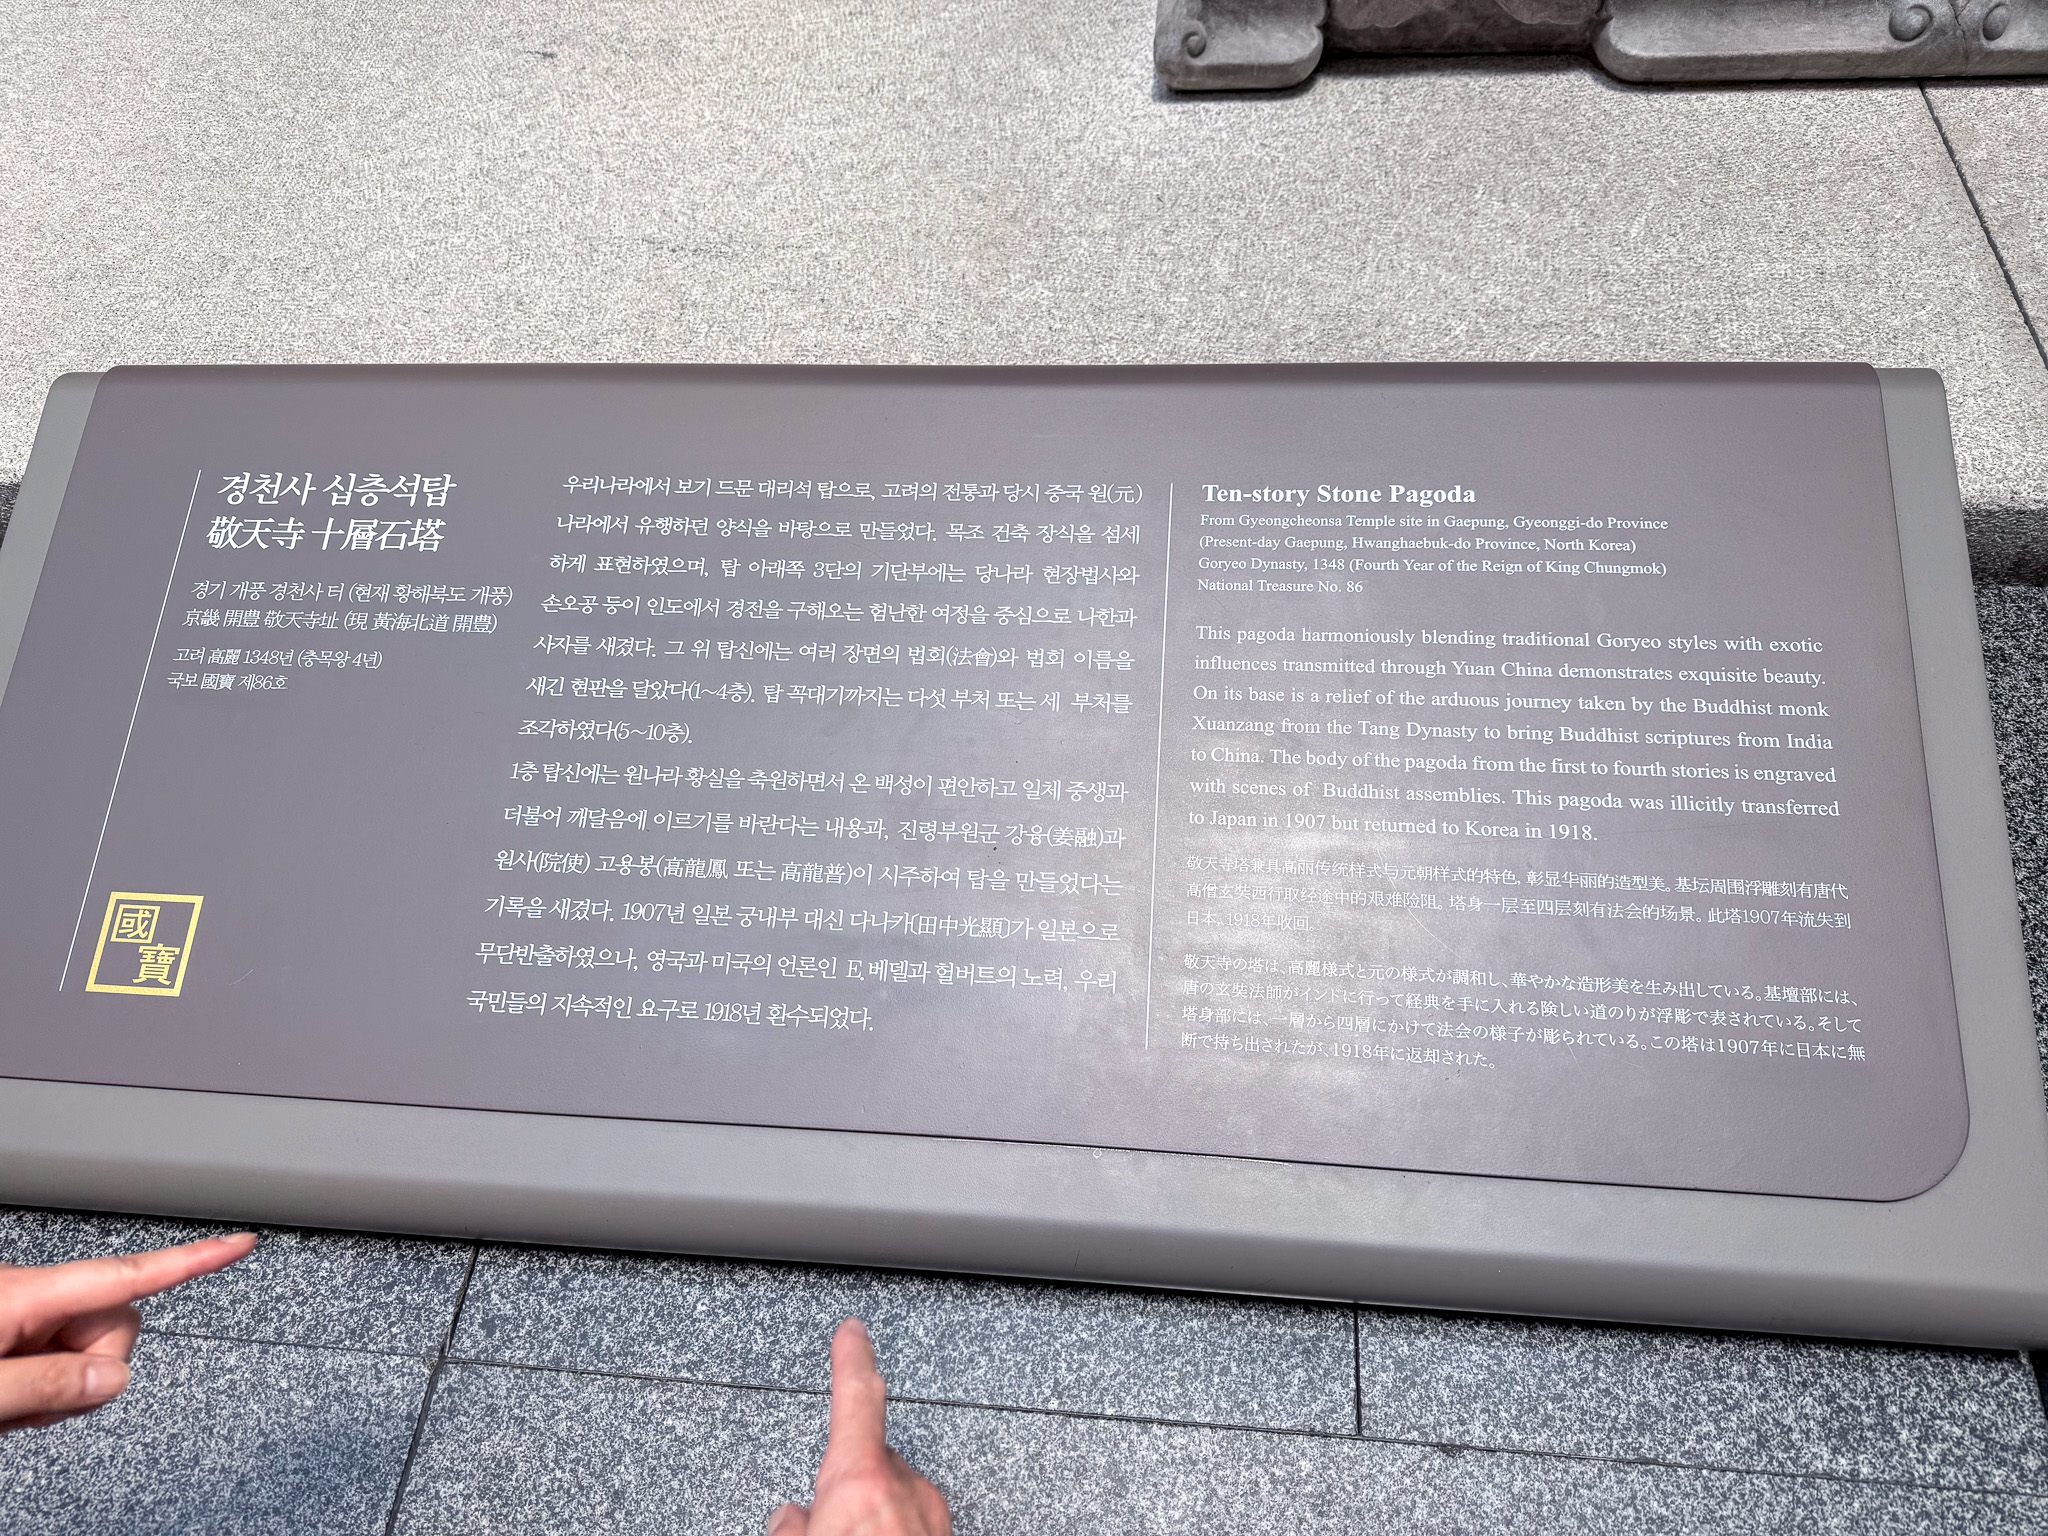 경천사 십층석탑
敬天寺 十層石塔
경기 개풍 경천사 터 (현재 황해북도 개풍)
京畿 開豊 敬天寺址 (現 黃海北道 開豊)
고려 高麗 1348년 (충목왕 4년)
국보 國寶 제86호
國
寶
우리나라에서 보기 드문 대리석 탑으로, 고려의 전통과 당시 중국 원(元)
나라에서 유행하던 양식을 바탕으로 만들었다. 목조 건축 장식을 섬세
하게 표현하였으며, 탑 아래쪽 3단의 기단부에는 당나라 현장법사와
손오공 등이 인도에서 경전을 구해오는 험난한 여정을 중심으로 나한과
사자를 새겼다. 그 위 탑신에는 여러 장면의 법회(法會)와 법회 이름을
새긴 현판을 달았다(1~4층). 탑 꼭대기까지는 다섯 부처 또는 세 부처를
조각하였다(5~10층).
1층 탑신에는 원나라 황실을 축원하면서 온 백성이 편안하고 일체 중생과
더불어 깨달음에 이르기를 바란다는 내용과, 진령부원군 강융(姜融)과
원사(院使) 고용봉(高龍鳳 또는 高龍普)이 시주하여 탑을 만들었다는
기록을 새겼다. 1907년 일본 궁내부 대신 다나카(田中光顯)가 일본으로
무단반출하였으나, 영국과 미국의 언론인 E.베델과 헐버트의 노력, 우리
국민들의 지속적인 요구로 1918년 환수되었다.
Ten-story Stone Pagoda
From Gyeongcheonsa Temple site in Gaepung, Gyeonggi-do Province
(Present-day Gaepung, Hwanghaebuk-do Province, North Korea)
Goryeo Dynasty, 1348 (Fourth Year of the Reign of King Chungmok)
National Treasure No. 86
This pagoda harmoniously blending traditional Goryeo styles with exotic
influences transmitted through Yuan China demonstrates exquisite beauty.
On its base is a relief of the arduous journey taken by the Buddhist monk
Xuanzang from the Tang Dynasty to bring Buddhist scriptures from India
to China. The body of the pagoda from the first to fourth stories is engraved
with scenes of Buddhist assemblies. This pagoda was illicitly transferred
to Japan in 1907 but returned to Korea in 1918.
敬天寺塔兼具高丽传统样式与元朝样式的特色, 彰显华丽的造型美。基坛周围浮雕刻有唐代
高僧玄奘西行取经途中的艰难险阻。塔身一层至四层刻有法会的场景。此塔1907年流失到
日本, 1918年收回。
敬天寺の塔は、高麗様式と元の様式が調和し、華やかな造形美を生み出している。基壇部には、
唐の玄奘法師がインドに行って経典を手に入れる険しい道のりが浮彫で表されている。そして
塔身部には、一層から四層にかけて法会の様子が彫られている。この塔は1907年に日本に無
断で持ち出されたが、1918年に返却された。